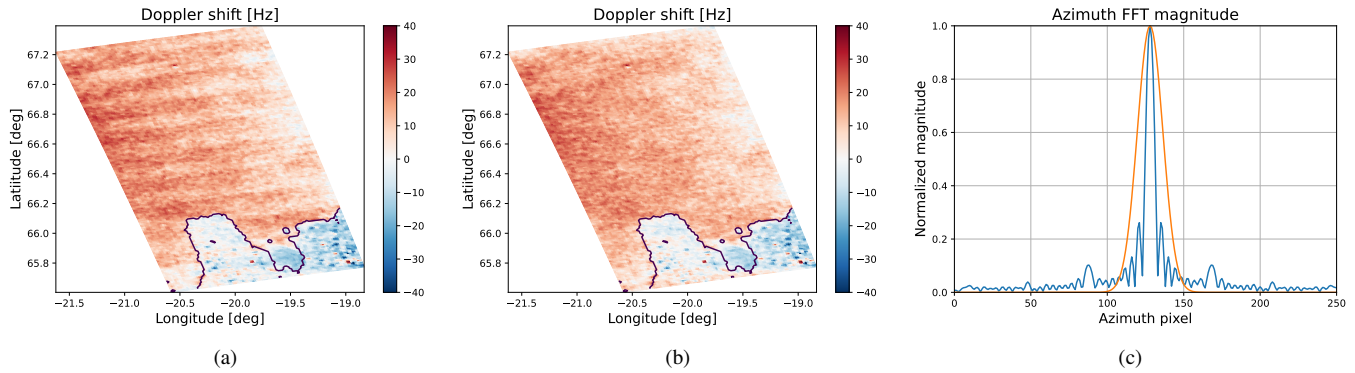 Doppler shift [Hz]
67.2
67.0
66.8
66.6
66.4
66.2
66.0
65.8
Latiitude [deg]
−21.5 −21.0 −20.5 −20.0 −19.5 −19.0
Longitude [deg]
40
30
20
10
0
−10
−20
−30
−40
(a)
Doppler shift [Hz]
67.2
67.0
66.8
66.6
66.4
66.2
66.0
65.8
Latiitude [deg]
−21.5 −21.0 −20.5 −20.0 −19.5 −19.0
Longitude [deg]
40
30
20
10
0
−10
−20
−30
−40
(b)
Azimuth FFT magnitude
1.0
0.8
0.6
0.4
0.2
0.0
Normalized magnitude
0 50 100 150 200 250
Azimuth pixel
(c)